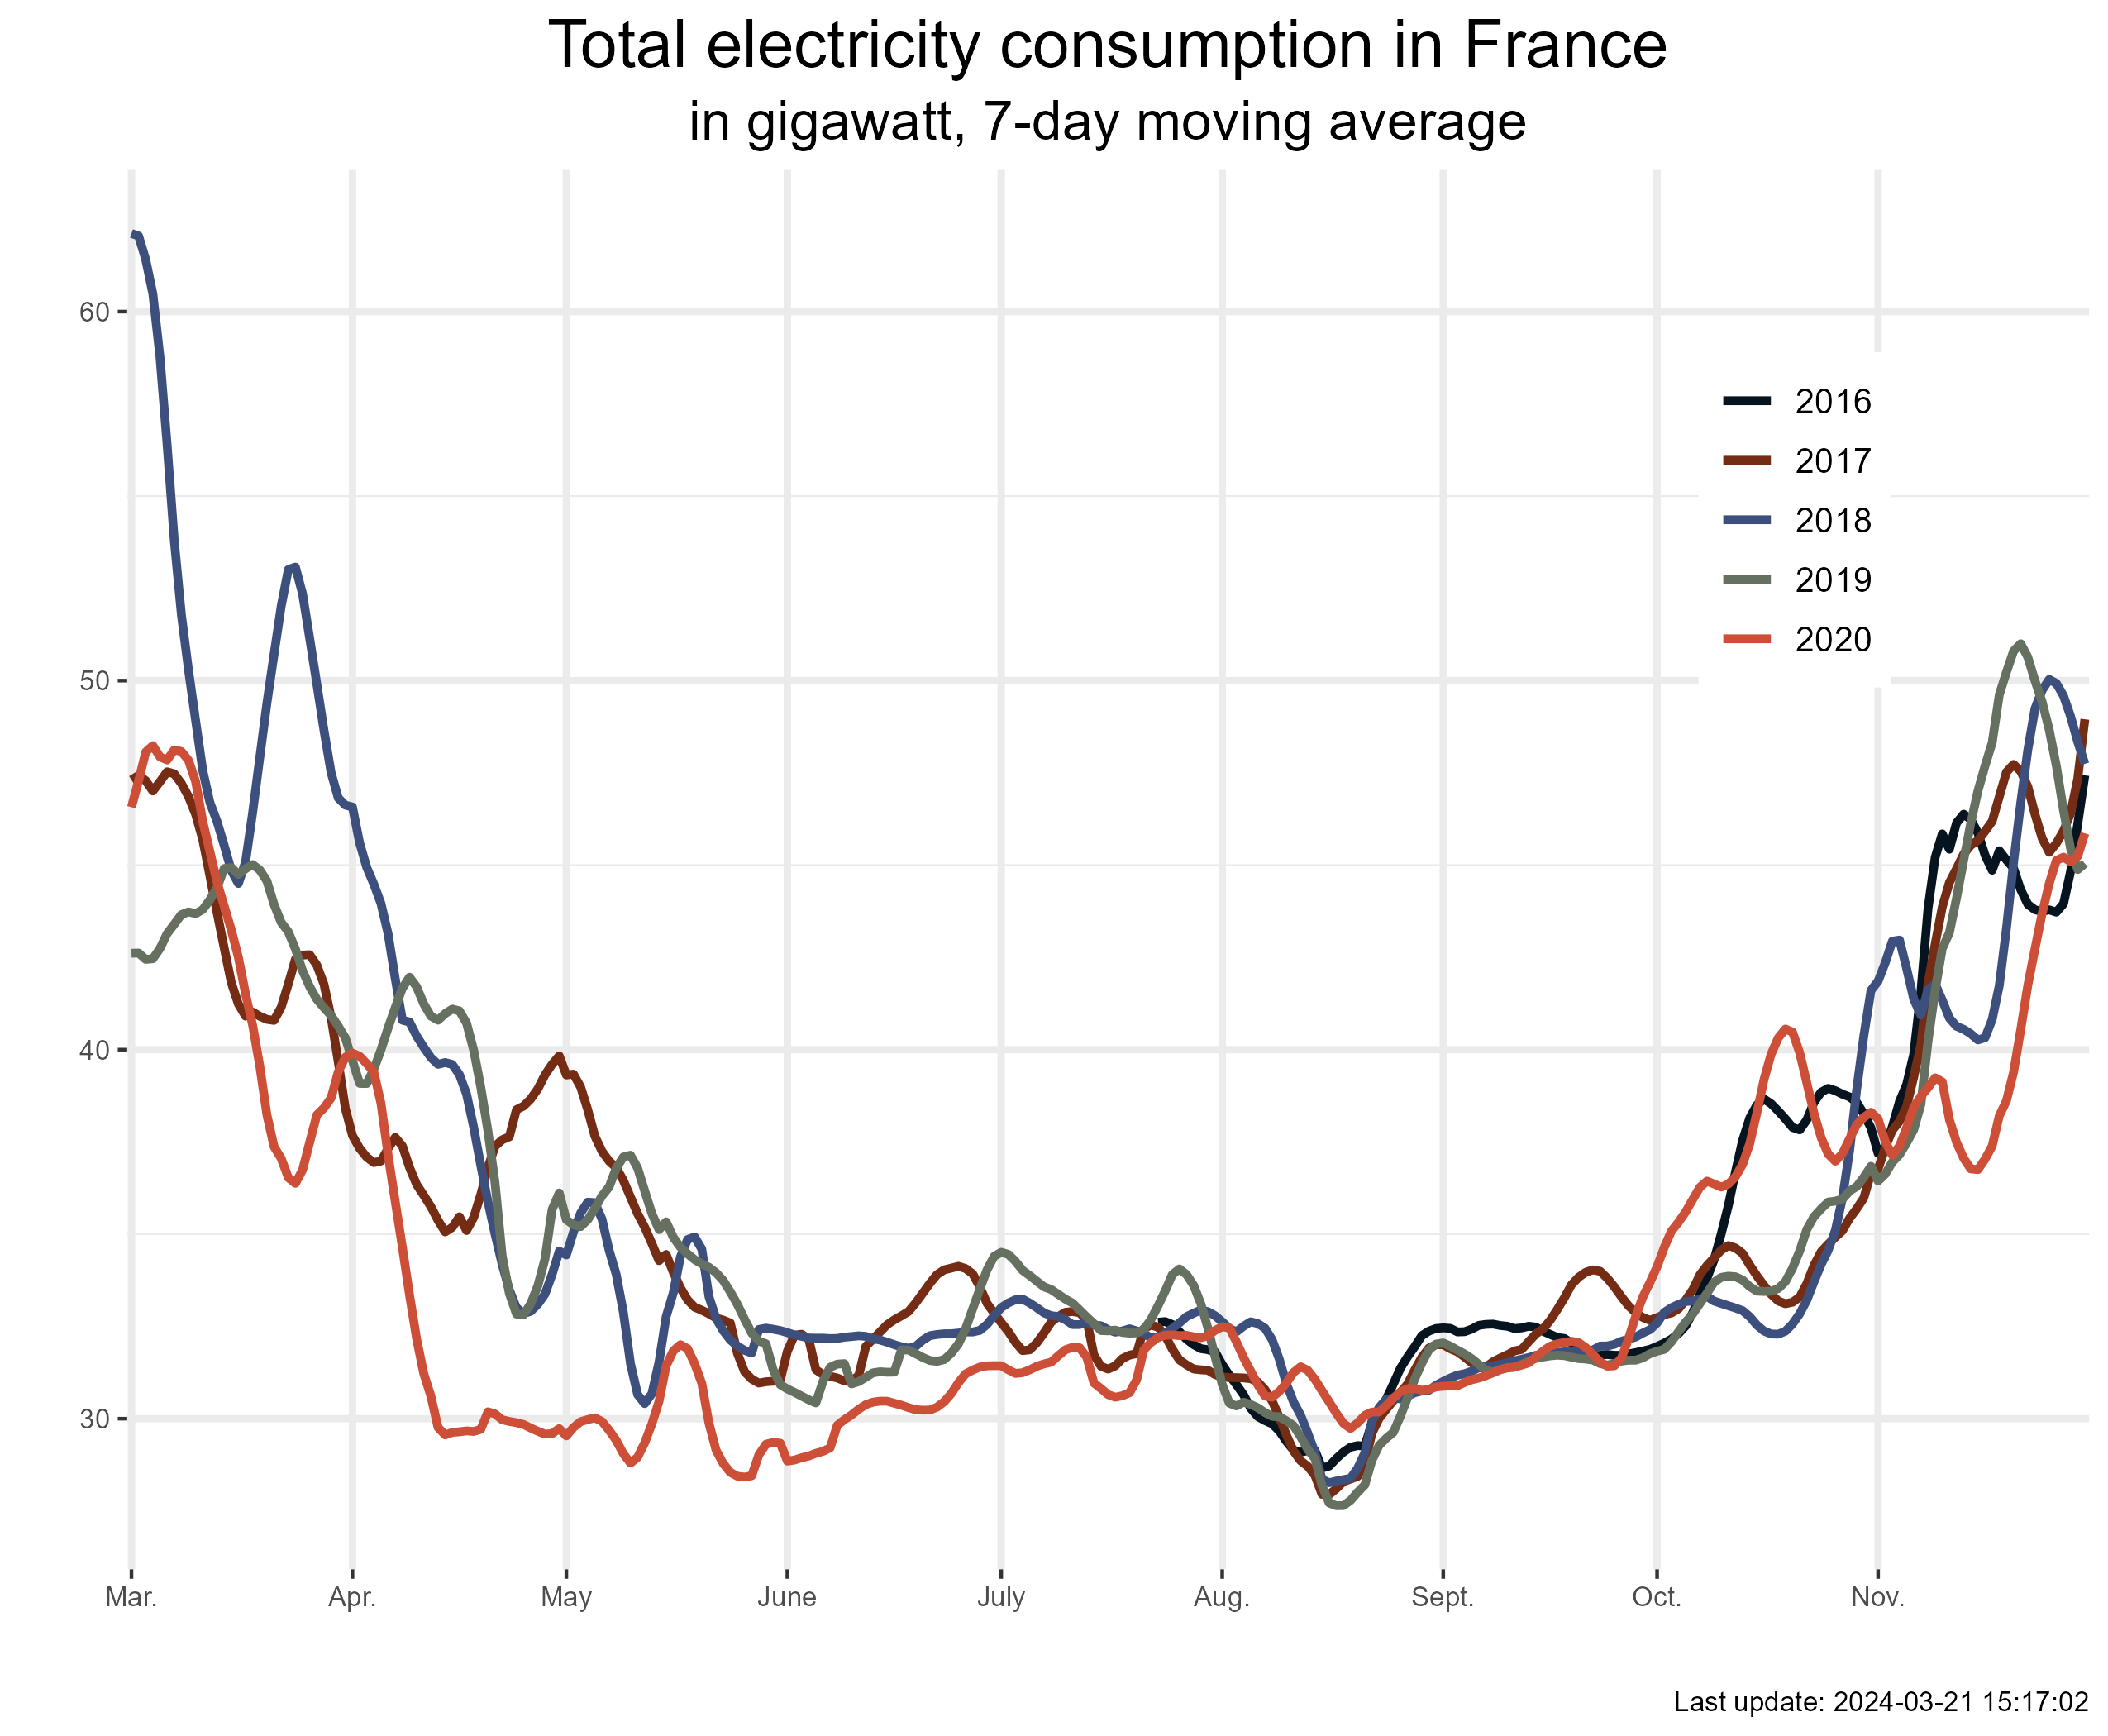 Total electricity consumption in France
in gigawatt, 7-day moving average
60
50
40
30
2016
2017
2018
2019
2020
Mar. Apr. May June July Aug. Sept. Oct. Nov.
Last update: 2024-03-21 15:17:02